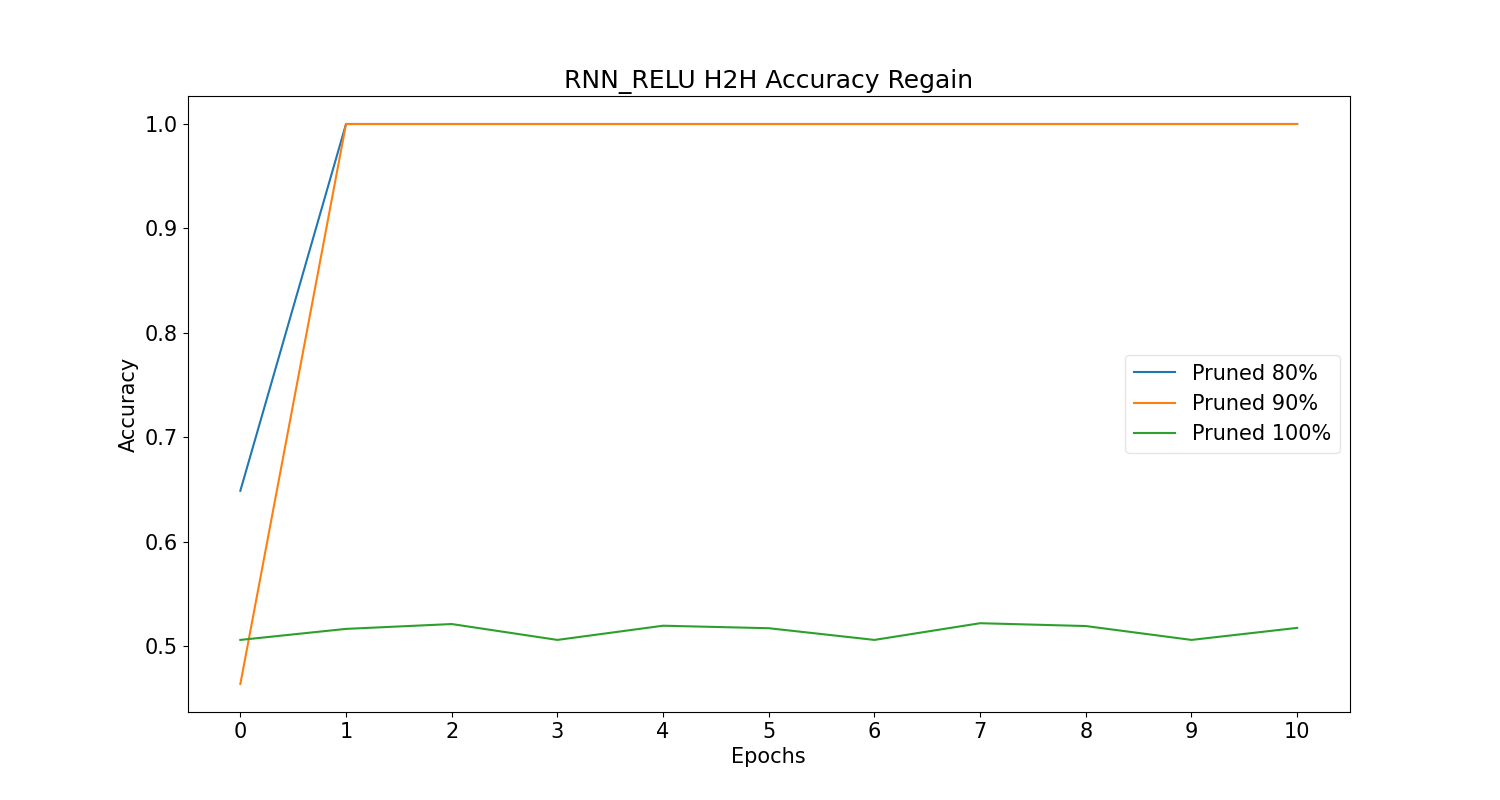 RNN_RELU H2H Accuracy Regain
1.0
0.9
0.8
0.7
0.6
0.5
Accuracy
Pruned 80%
Pruned 90%
Pruned 100%
0 1 2 3 4 5 6 7 8 9 10
Epochs